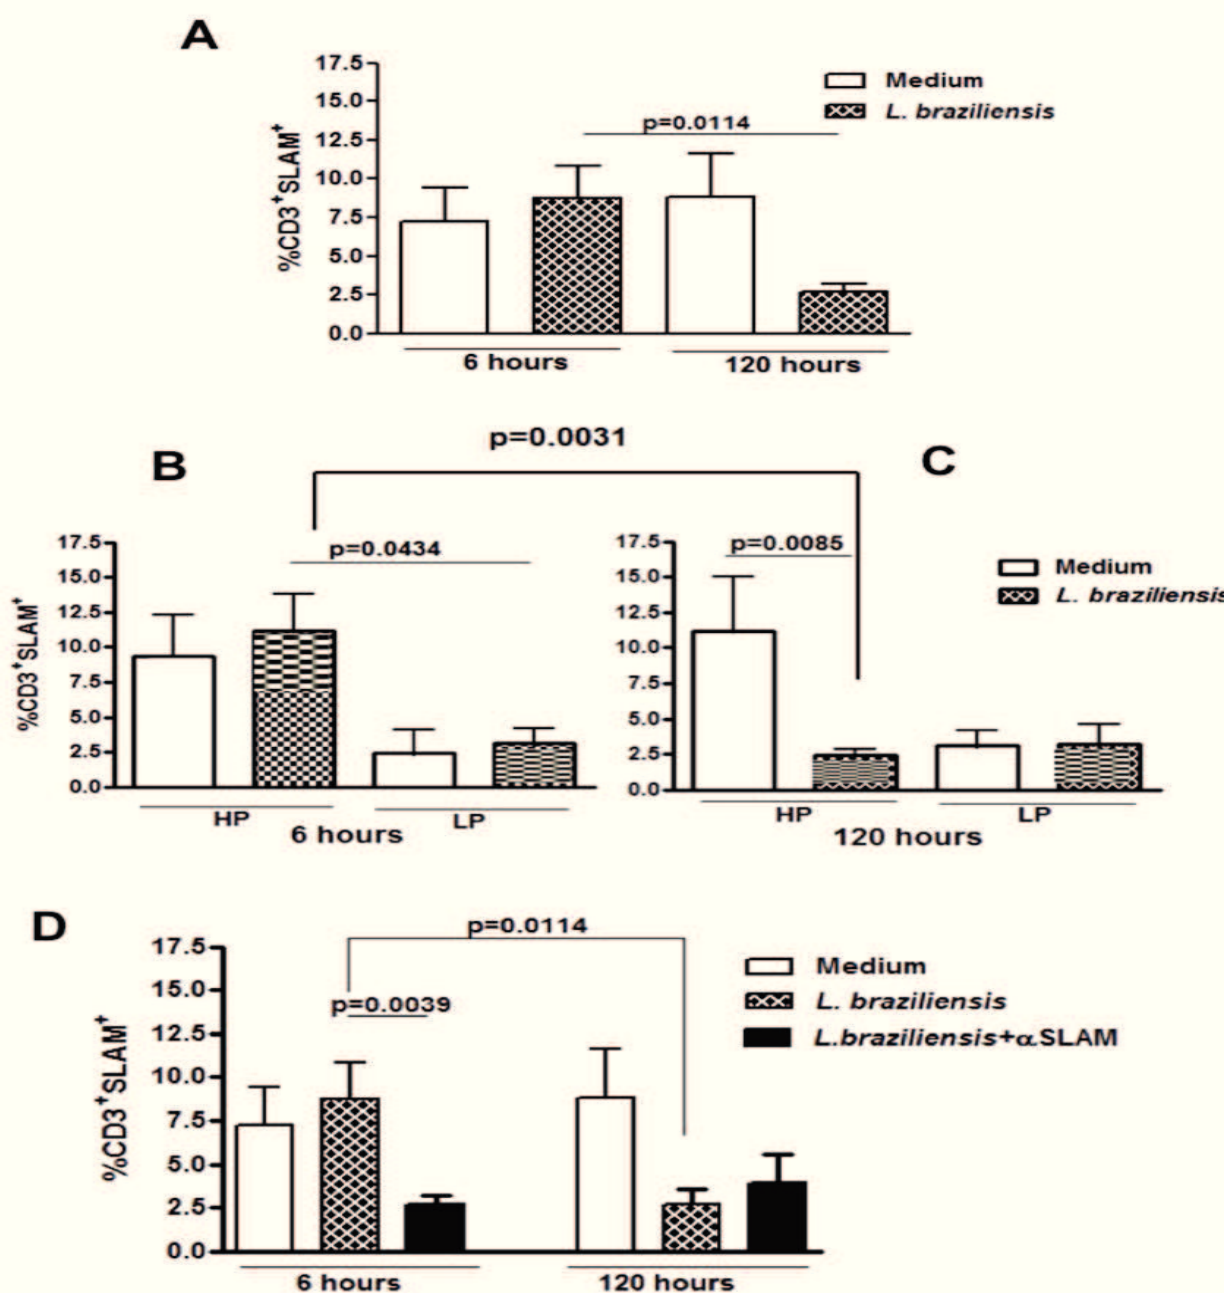 A
17.5
15.0
12.5
10.0
7.5
5.0
2.5
0.0
%CD3+SLAM+
Medium
L. braziliensis
p=0.0114
6 hours
120 hours
p=0.0031
B
C
17.5
15.0
12.5
10.0
7.5
5.0
2.5
0.0
%CD3+SLAM+
p=0.0434
HP
LP
6 hours
17.5
15.0
12.5
10.0
7.5
5.0
2.5
0.0
p=0.0085
Medium
L. braziliensis
HP
LP
120 hours
D
17.5
15.0
12.5
10.0
7.5
5.0
2.5
0.0
%CD3+SLAM+
p=0.0114
p=0.0039
Medium
L. braziliensis
L.braziliensis+αSLAM
6 hours
120 hours